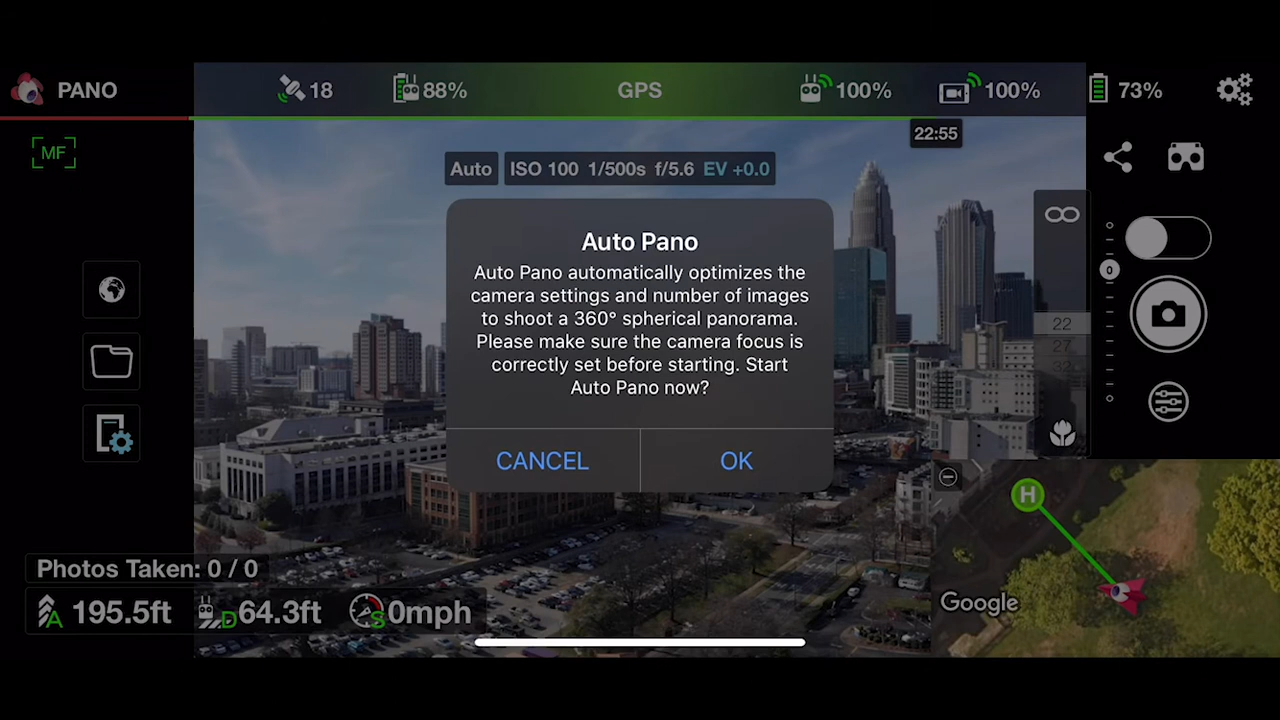 PANO
18
88%
GPS
100%
100%
73%
22:55
MF
Auto
ISO 100 1/500s f/5.6 EV +0.0
Auto Pano
Auto Pano automatically optimizes the
camera settings and number of images
to shoot a 360° spherical panorama.
Please make sure the camera focus is
correctly set before starting. Start
Auto Pano now?
CANCEL
OK
0
22
27
32
Photos Taken: 0 / 0
A 195.5ft
D 64.3ft
S 0mph
H
Google